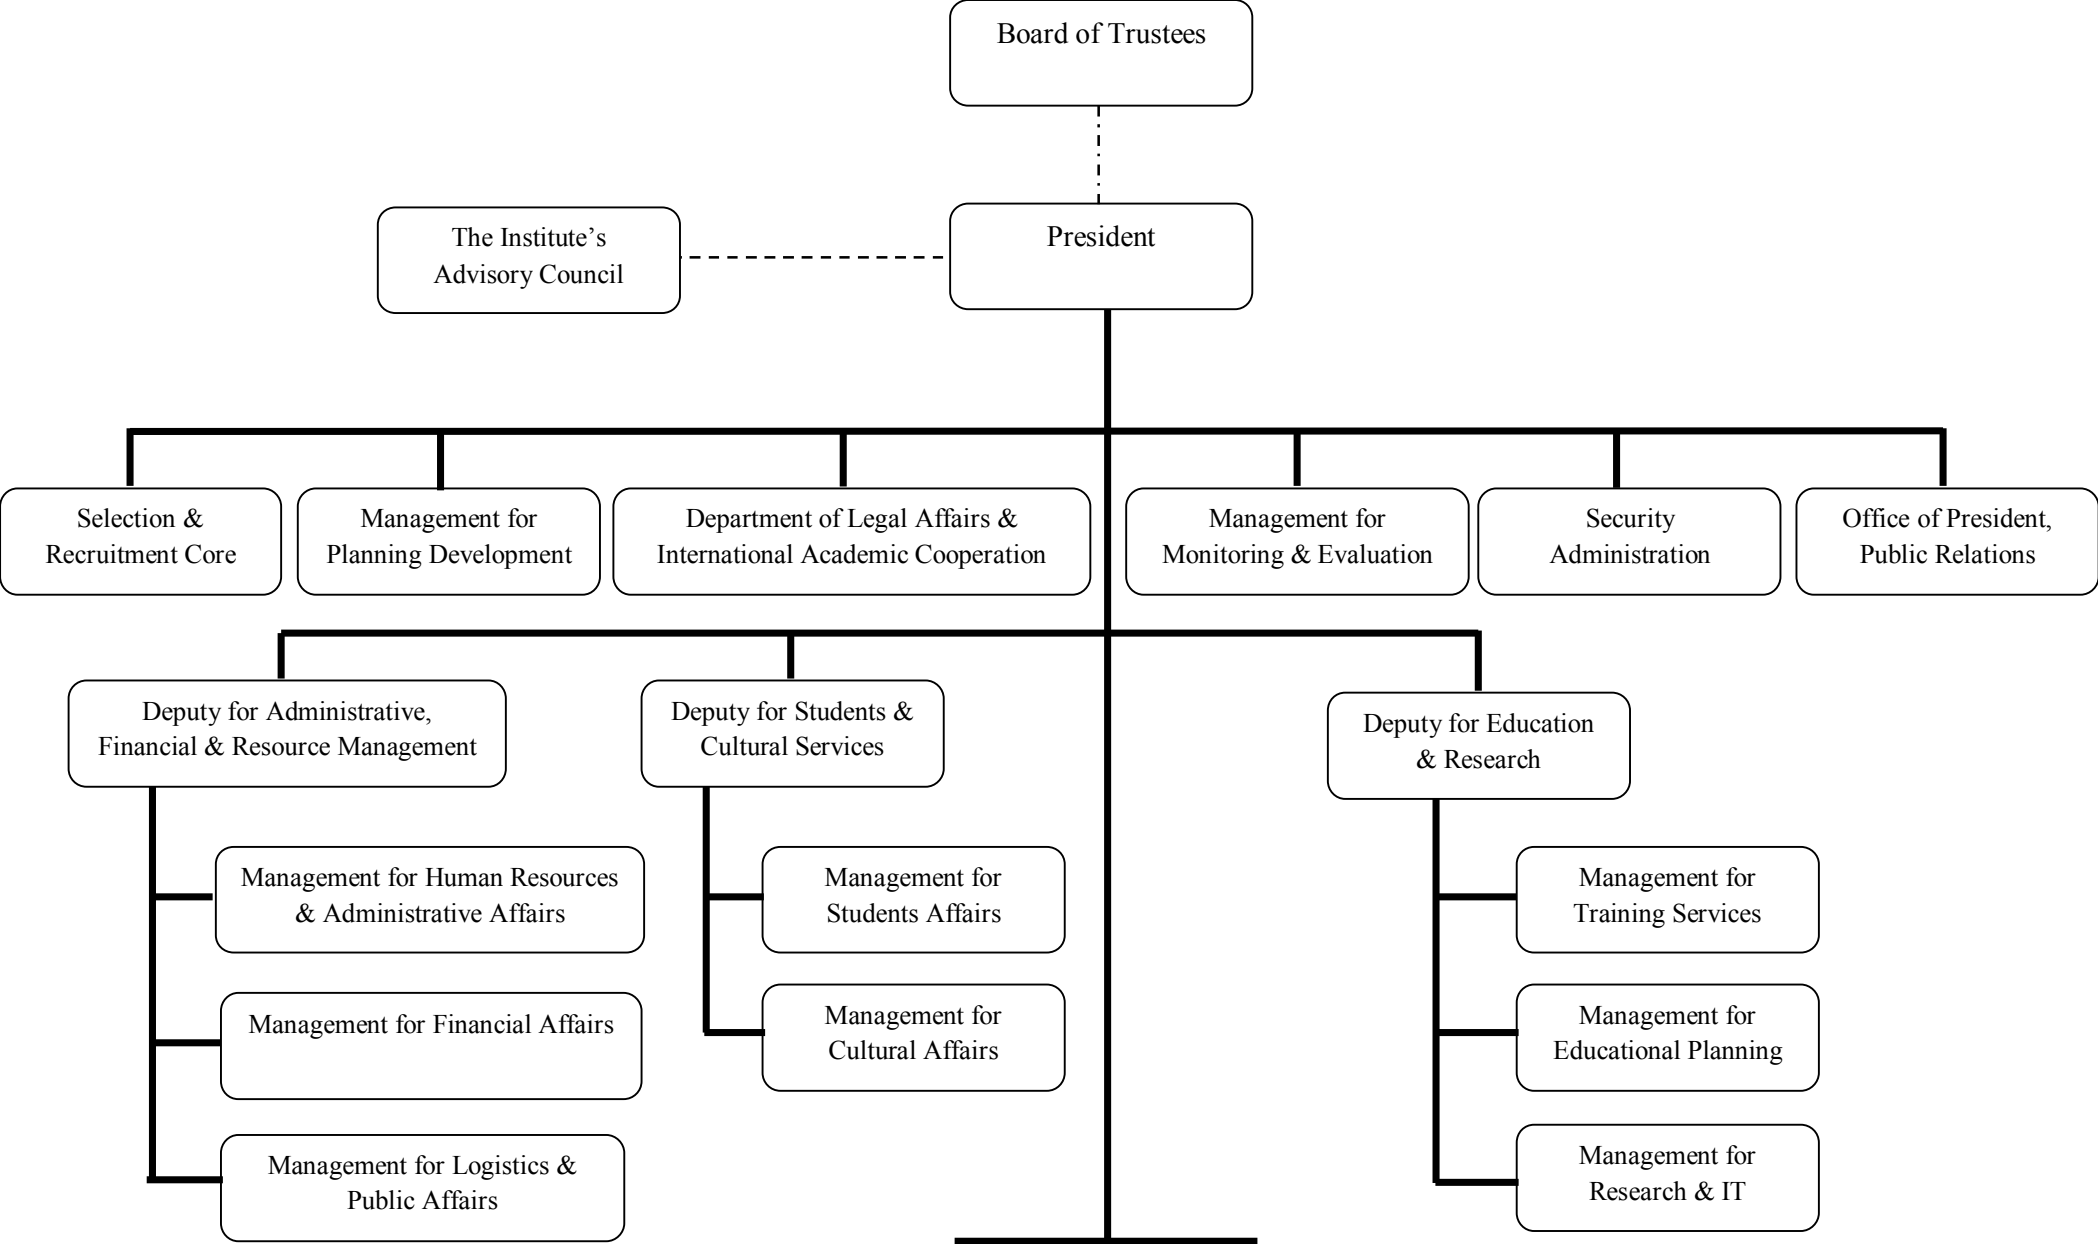 Board of Trustees
The Institute’s
Advisory Council
President
Selection &
Recruitment Core
Management for
Planning Development
Department of Legal Affairs &
International Academic Cooperation
Management for
Monitoring & Evaluation
Security
Administration
Office of President,
Public Relations
Deputy for Administrative,
Financial & Resource Management
Deputy for Students &
Cultural Services
Deputy for Education
& Research
Management for Human Resources
& Administrative Affairs
Management for Financial Affairs
Management for Logistics &
Public Affairs
Management for
Students Affairs
Management for
Cultural Affairs
Management for
Training Services
Management for
Educational Planning
Management for
Research & IT